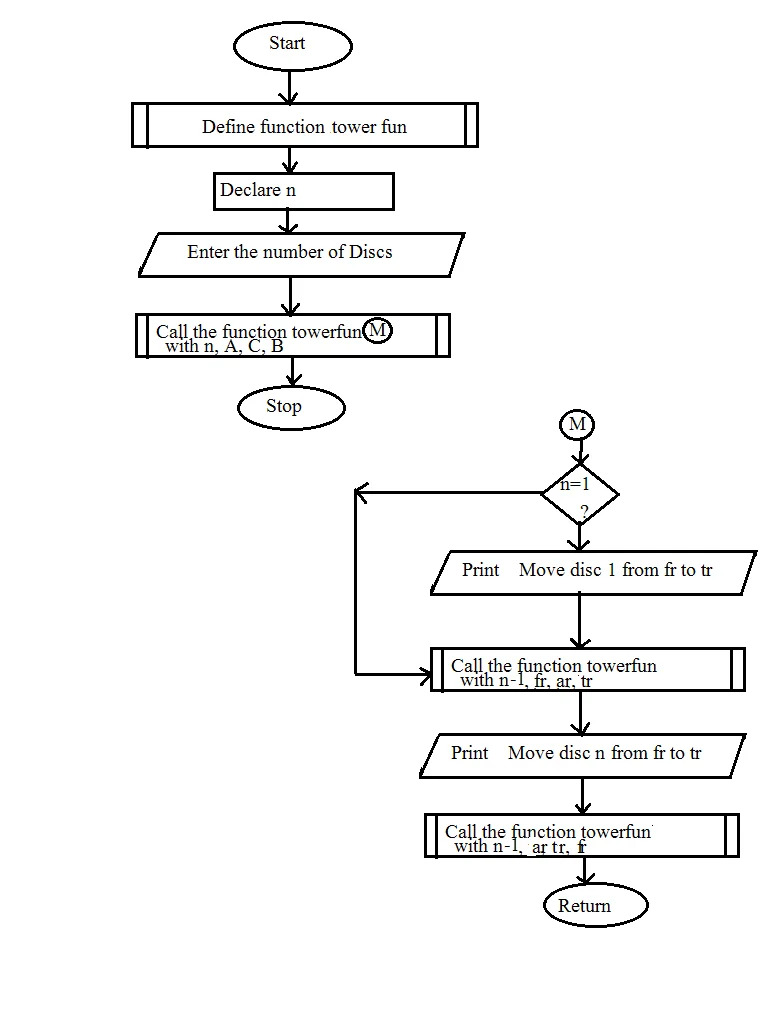 Start
Define function tower fun
Declare n
Enter the number of Discs
Call the function towerfun M
with n, A, C, B
Stop
M
n=1
?
Print Move disc 1 from fr to tr
Call the function towerfun
with n-1, fr, ar, tr
Print Move disc n from fr to tr
Call the function towerfun
with n-1, ar tr, fr
Return